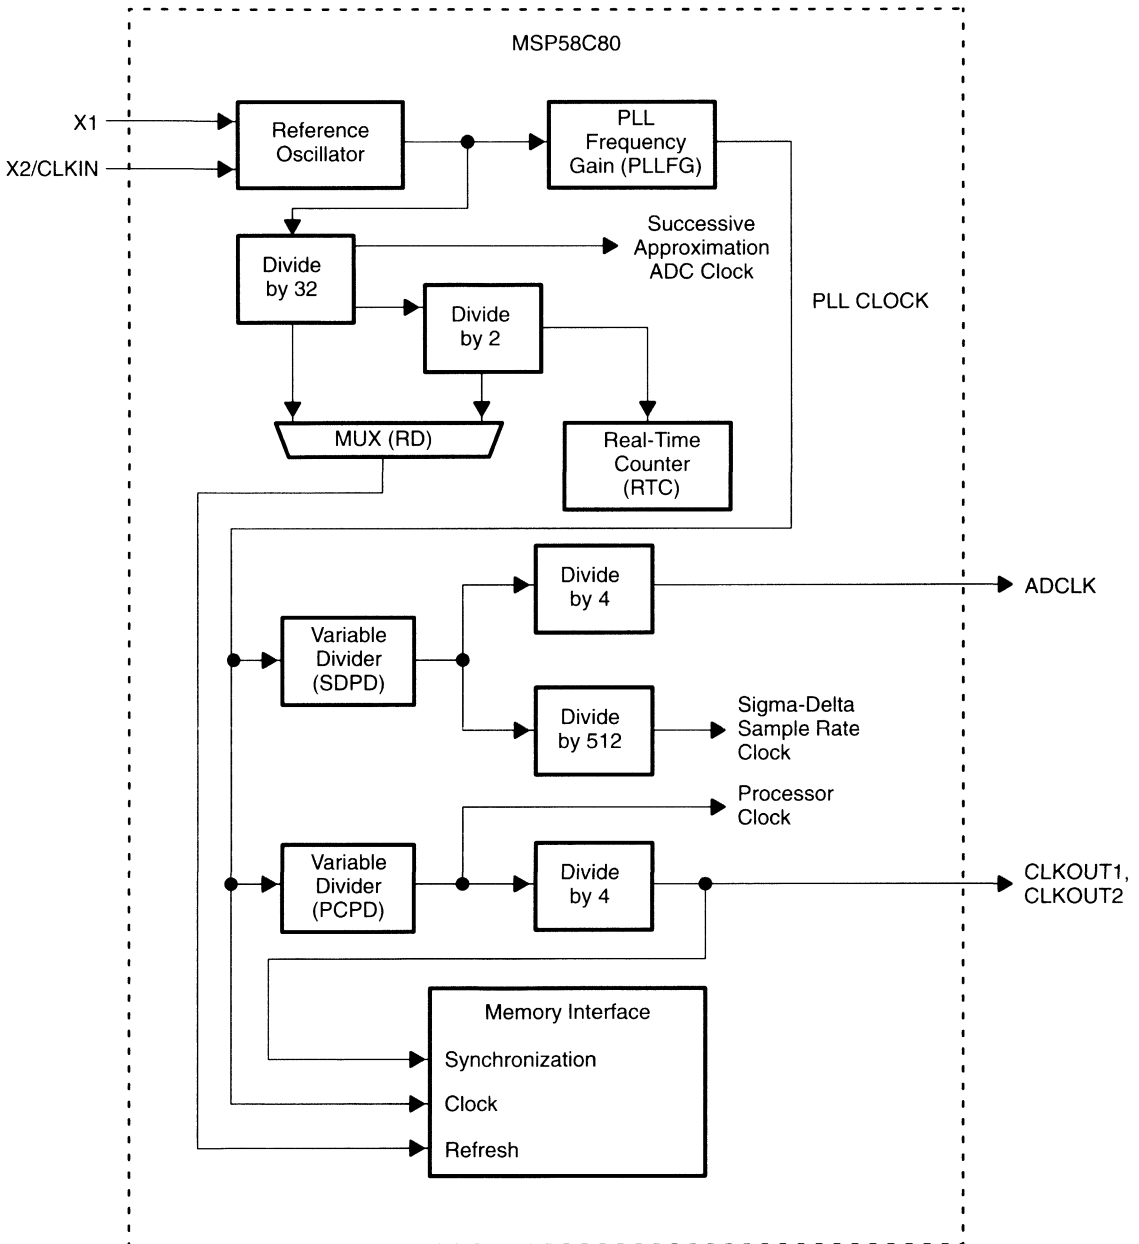 MSP58C80
X1
X2/CLKIN
Reference
Oscillator
PLL
Frequency
Gain (PLLFG)
Successive
Approximation
ADC Clock
Divide
by 32
PLL CLOCK
Divide
by 2
MUX (RD)
Real-Time
Counter
(RTC)
Divide
by 4
ADCLK
Variable
Divider
(SDPD)
Divide
by 512
Sigma-Delta
Sample Rate
Clock
Processor
Clock
Variable
Divider
(PCPD)
Divide
by 4
CLKOUT1,
CLKOUT2
Memory Interface
Synchronization
Clock
Refresh